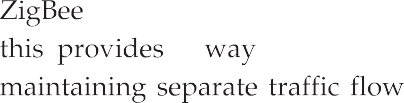 ZigBee
this provides way
maintaining separate traffic flow